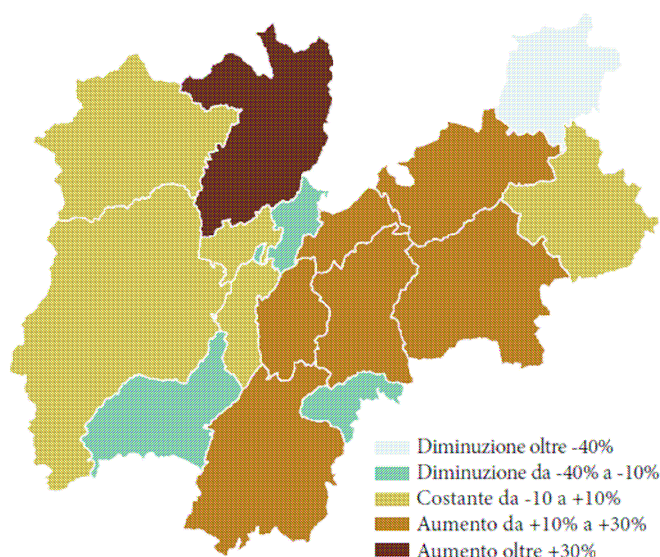 Diminuzione oltre -40%
Diminuzione da -40% a -10%
Costante da -10 a +10%
Aumento da +10% a +30%
Aumento oltre +30%